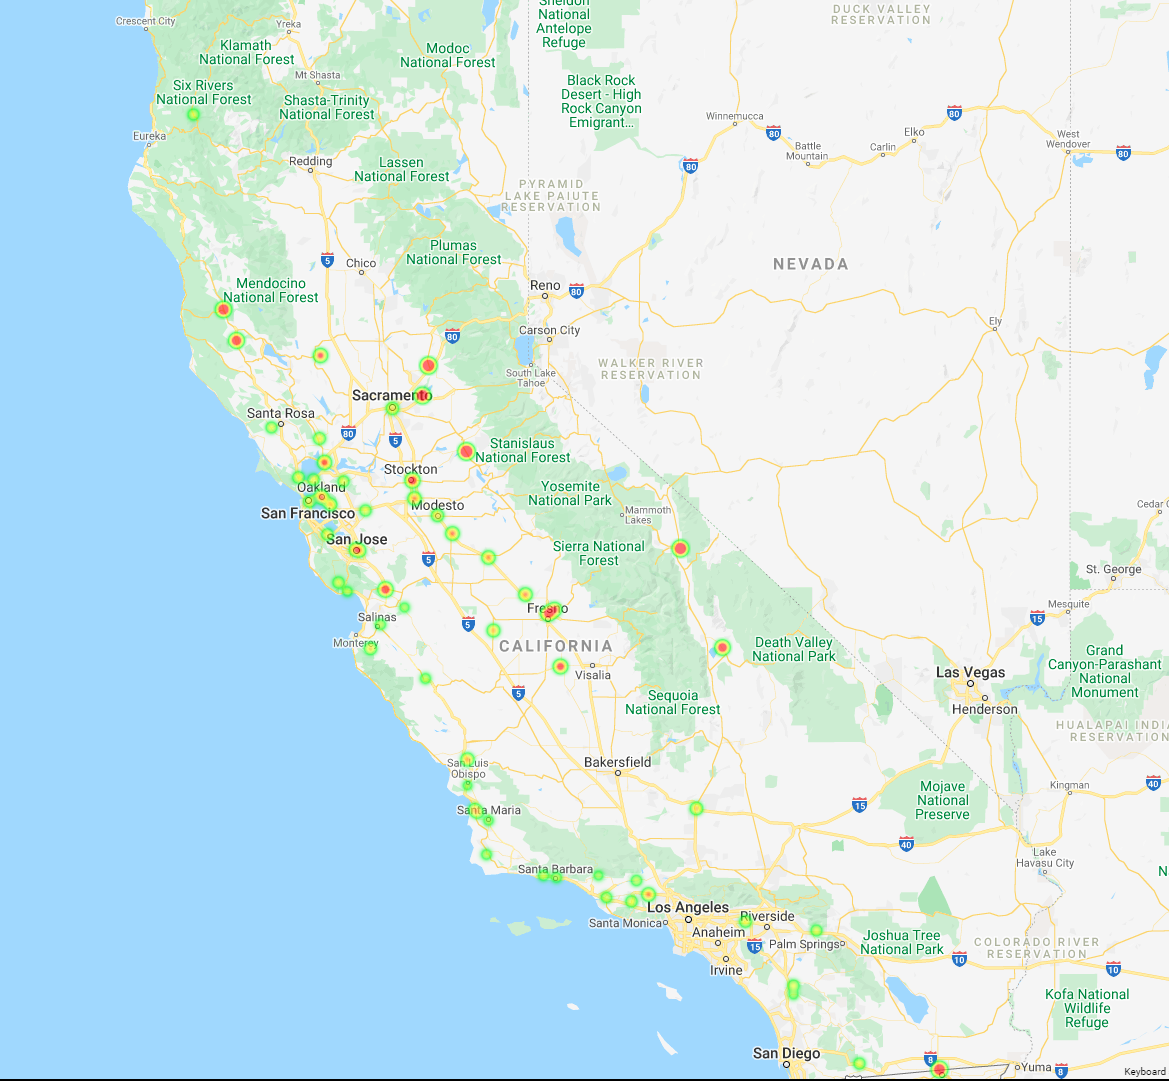 Sheldon
National
Antelope
Refuge
DUCK VALLEY
RESERVATION
Crescent City
Yreka
Klamath
National Forest
Modoc
National Forest
Mt Shasta
Six Rivers
National Forest
Shasta-Trinity
National Forest
Black Rock
Desert - High
Rock Canyon
Emigrant...
Winnemucca
80
80
Elko
Battle
Mountain
Carlin
West
Wendover
80
Eureka
Redding
Lassen
National Forest
80
PYRAMID
LAKE PAIUTE
RESERVATION
Plumas
National Forest
5
Chico
NEVADA
Mendocino
National Forest
Reno
80
Carson City
80
Ely
South Lake
Tahoe
WALKER RIVER
RESERVATION
Sacramento
Santa Rosa
80
5
Stanislaus
National Forest
Stockton
Oakland
Yosemite
National Park
San Francisco
Modesto
Mammoth
Lakes
Cedar C
San Jose
5
Sierra National
Forest
St. George
Mesquite
Fresno
Salinas
5
15
Monterey
CALIFORNIA
Death Valley
National Park
Grand
Canyon-Parashant
National
Monument
Visalia
Las Vegas
Henderson
5
Sequoia
National Forest
HUALAPAI INDIA
RESERVATION
San Luis
Obispo
Bakersfield
Mojave
National
Preserve
Kingman
40
15
Santa Maria
40
Lake
Havasu City
Santa Barbara
N
Los Angeles
Santa Monica
Riverside
Anaheim
15
Palm Springs
Joshua Tree
National Park
COLORADO RIVER
RESERVATION
10
10
Irvine
Kofa National
Wildlife
Refuge
San Diego
8
Yuma
8
Keyboard